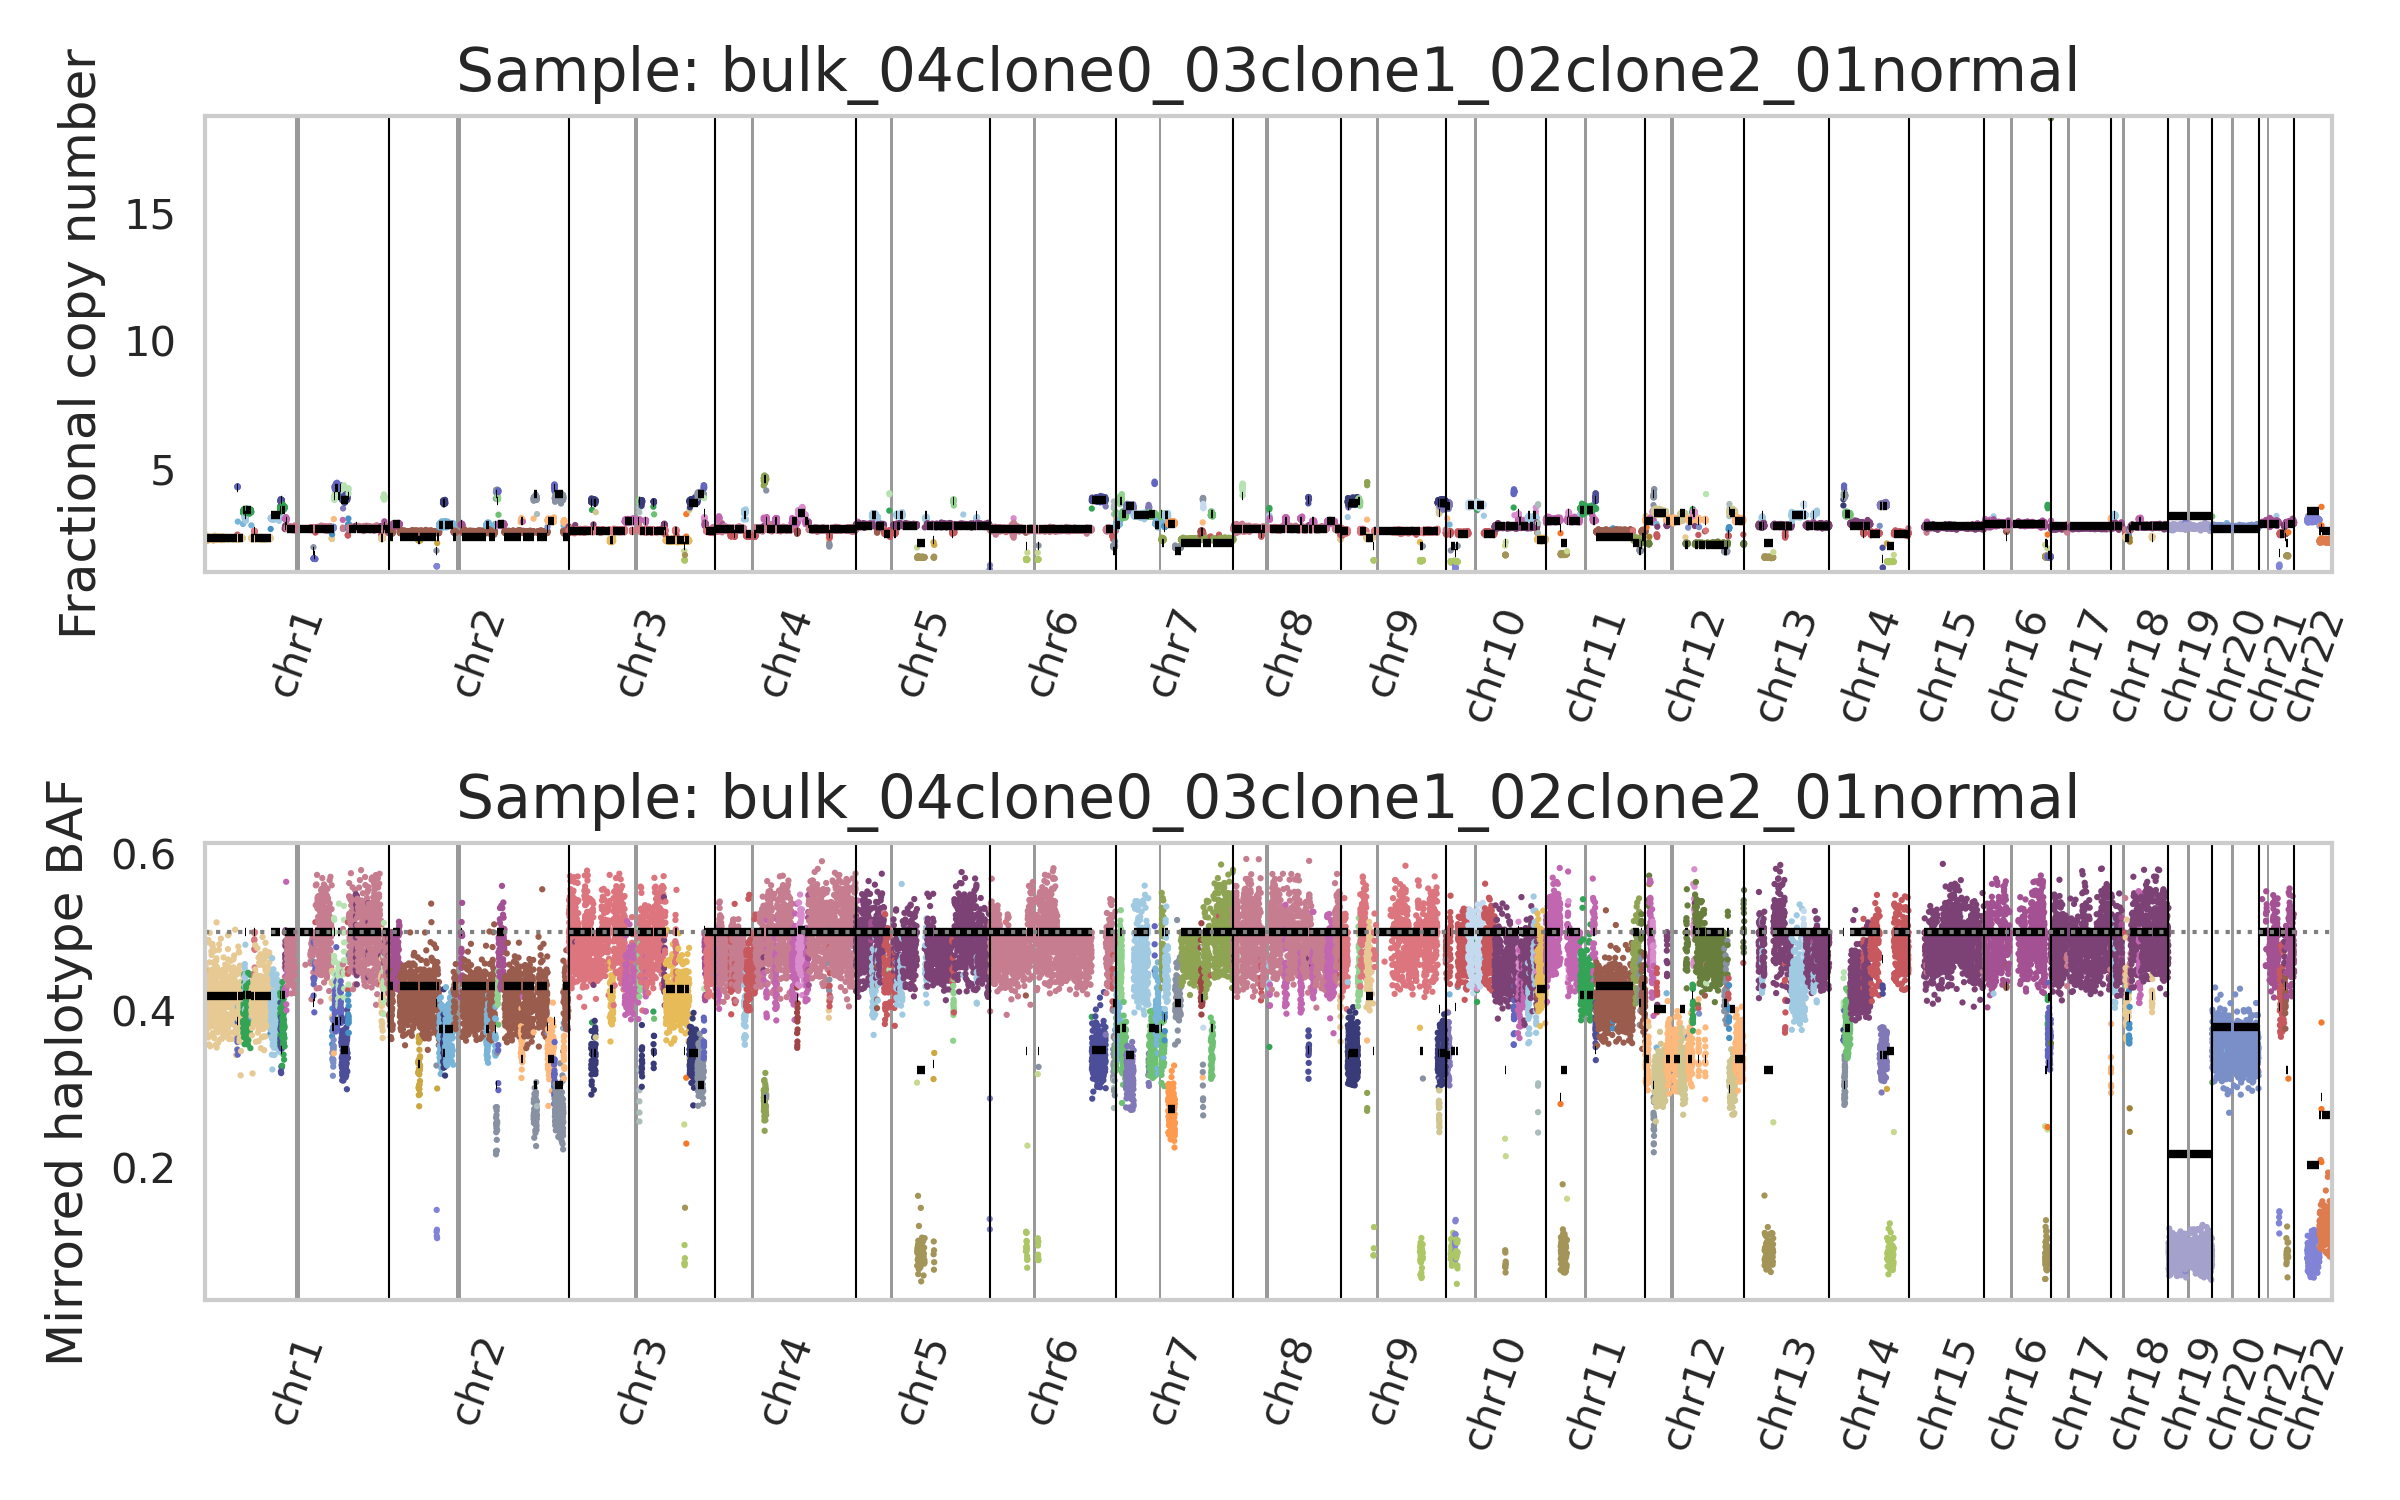 Sample: bulk_04clone0_03clone1_02clone2_01normal
Fractional copy number
15
10
5
chr1 chr2 chr3 chr4 chr5 chr6 chr7 chr8 chr9 chr10 chr11 chr12 chr13 chr14 chr15 chr16 chr17 chr18 chr19 chr20 chr21 chr22
Sample: bulk_04clone0_03clone1_02clone2_01normal
Mirrored haplotype BAF
0.6
0.4
0.2
chr1 chr2 chr3 chr4 chr5 chr6 chr7 chr8 chr9 chr10 chr11 chr12 chr13 chr14 chr15 chr16 chr17 chr18 chr19 chr20 chr21 chr22